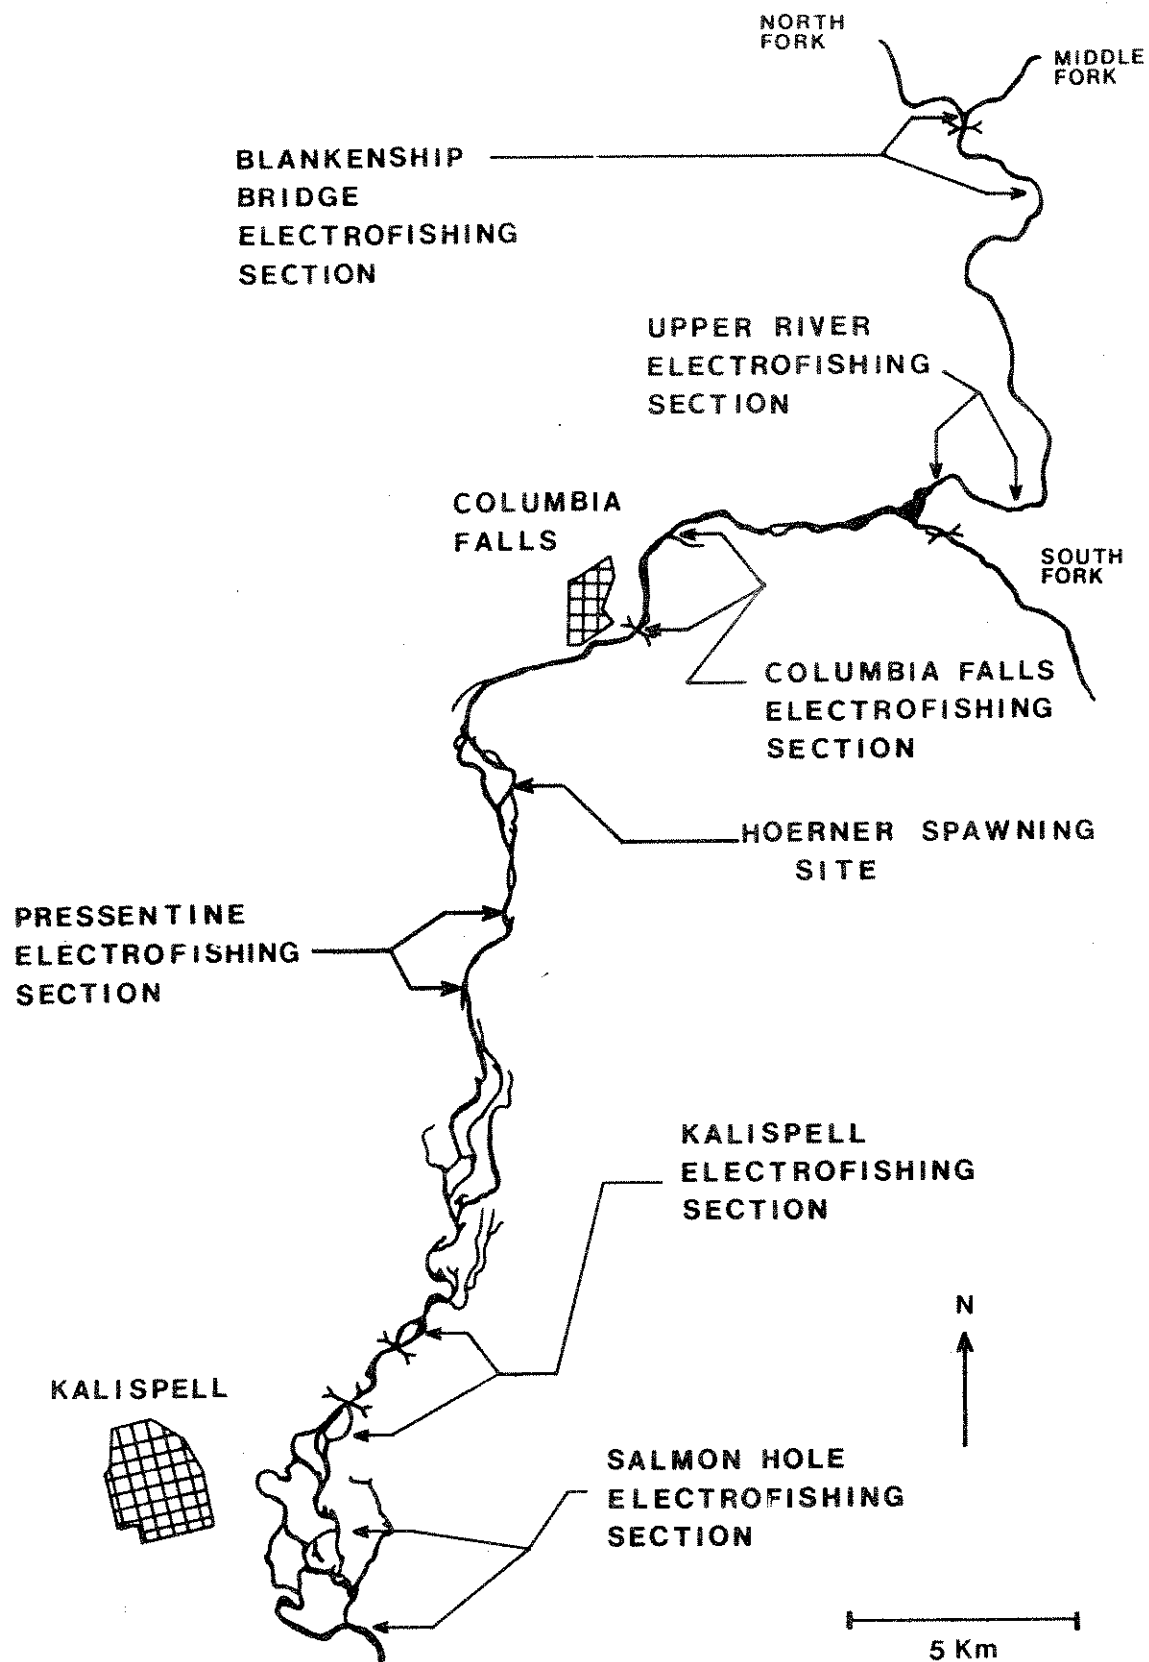 NORTH
FORK
MIDDLE
FORK
BLANKENSHIP
BRIDGE
ELECTROFISHING
SECTION
UPPER RIVER
ELECTROFISHING
SECTION
COLUMBIA
FALLS
SOUTH
FORK
COLUMBIA FALLS
ELECTROFISHING
SECTION
HOERNER SPAWNING
SITE
PRESSENTINE
ELECTROFISHING
SECTION
KALISPELL
ELECTROFISHING
SECTION
N
KALISPELL
SALMON HOLE
ELECTROFISHING
SECTION
5 Km